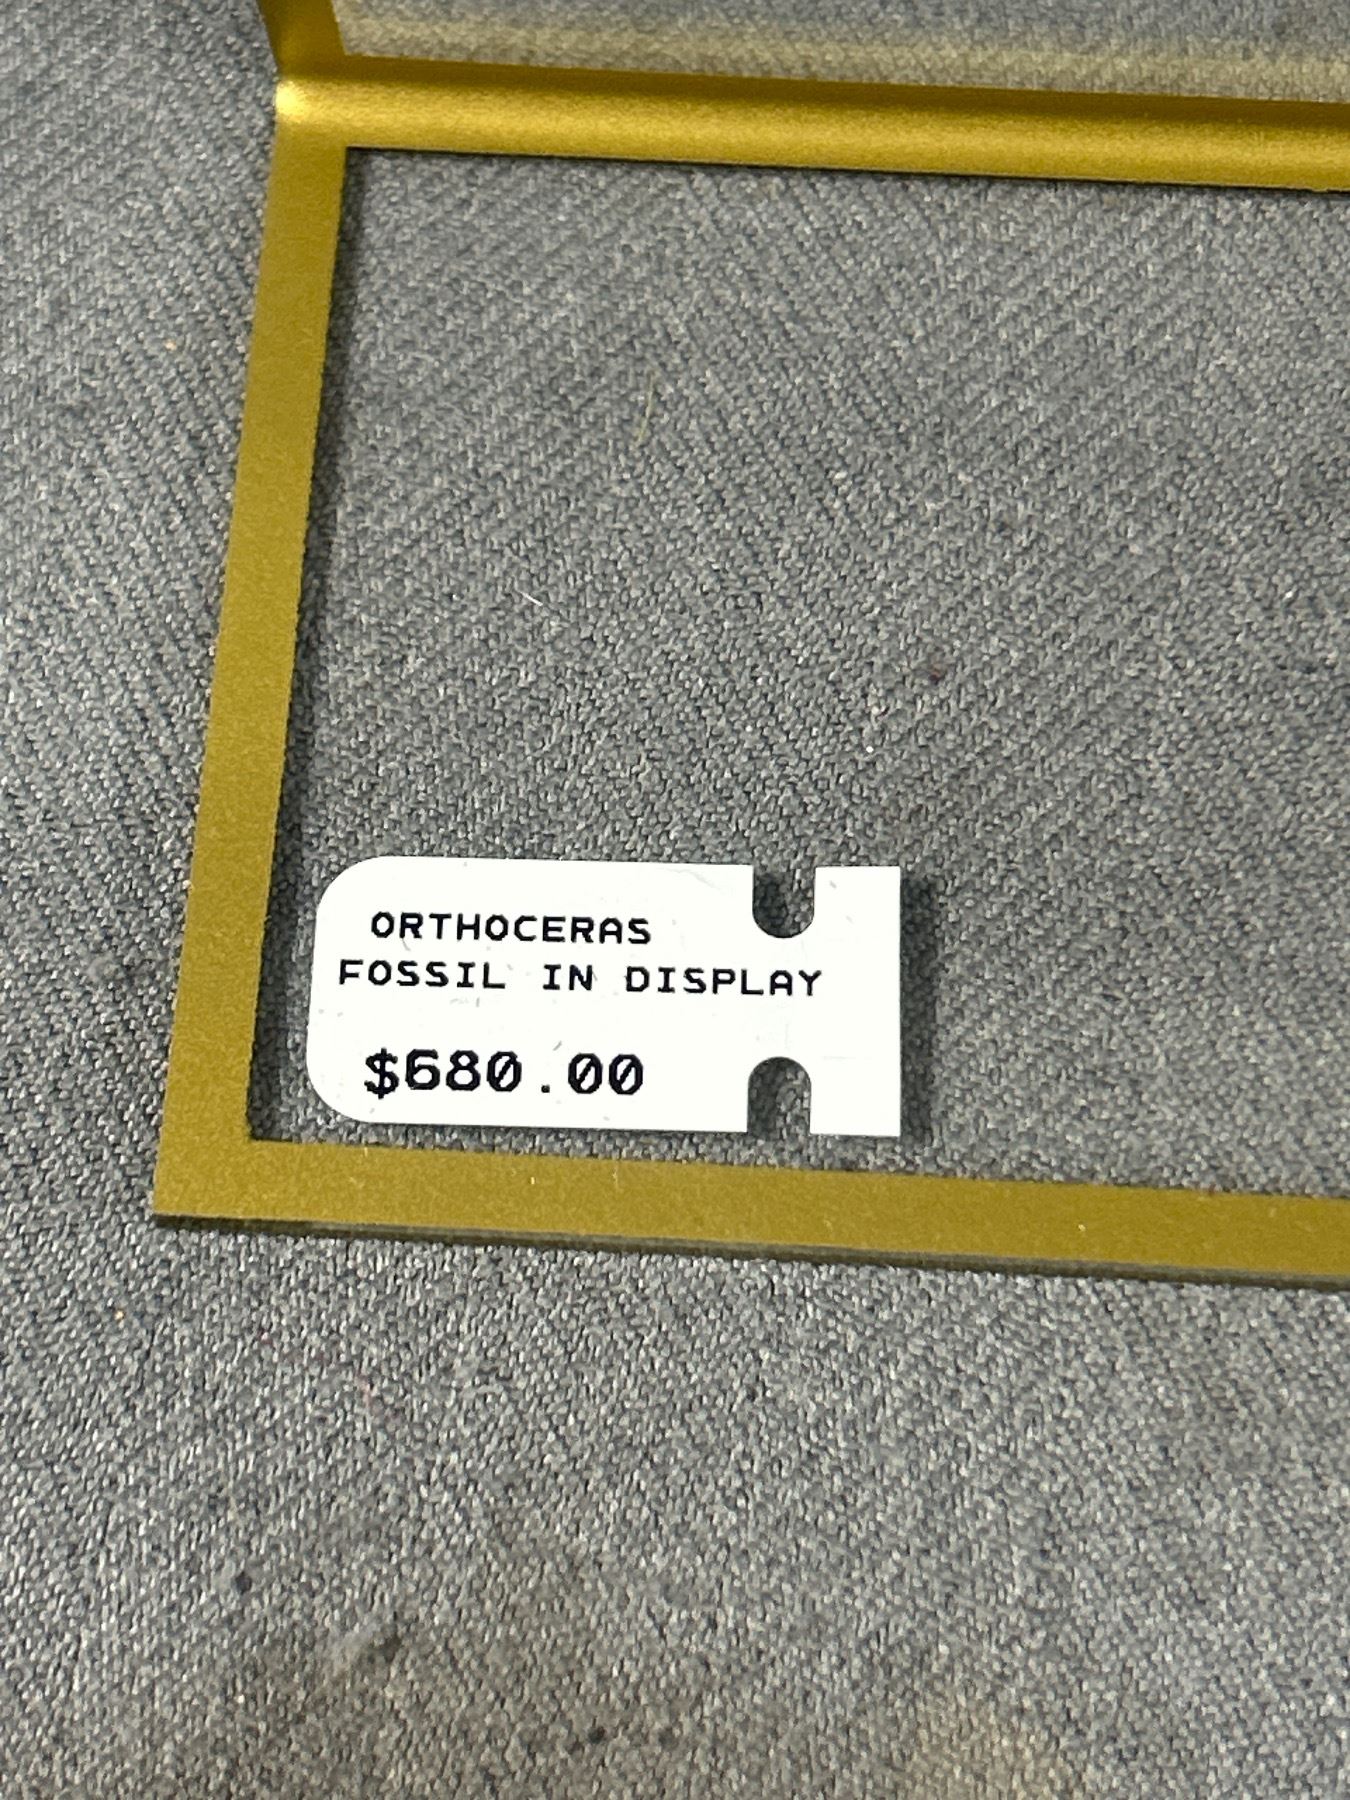 ORTHOCERAS
FOSSIL IN DISPLAY
$680.00